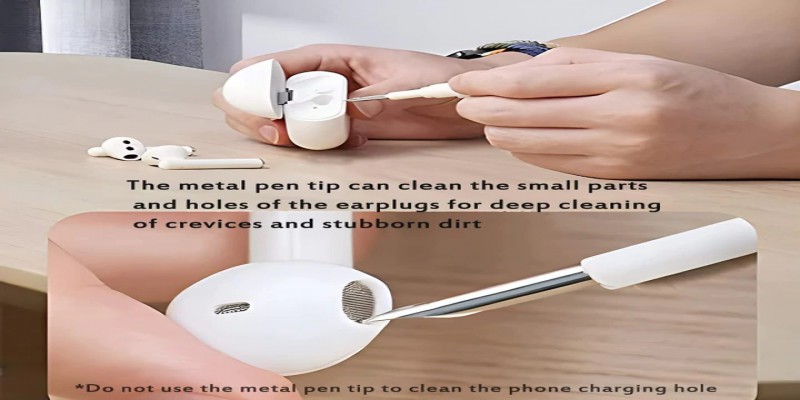 The metal pen tip can clean the small parts
and holes of the earplugs for deep cleaning
of crevices and stubborn dirt
*Do not use the metal pen tip to clean the phone charging hole